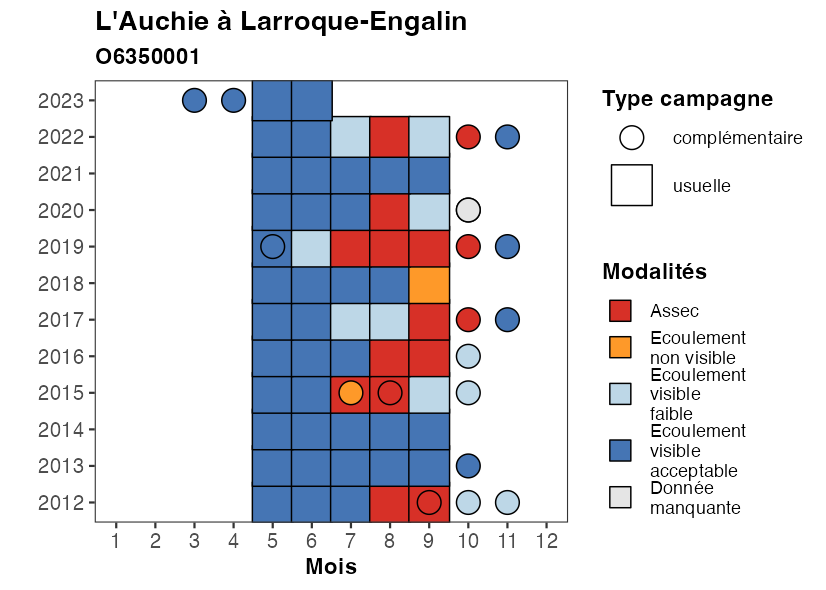 L'Auchie à Larroque-Engalin
O6350001
2023
2022
2021
2020
2019
2018
2017
2016
2015
2014
2013
2012
1 2 3 4 5 6 7 8 9 10 11 12
Mois
Type campagne
complémentaire
usuelle
Modalités
Assec
Ecoulement
non visible
Ecoulement
visible
faible
Ecoulement
visible
acceptable
Donnée
manquante